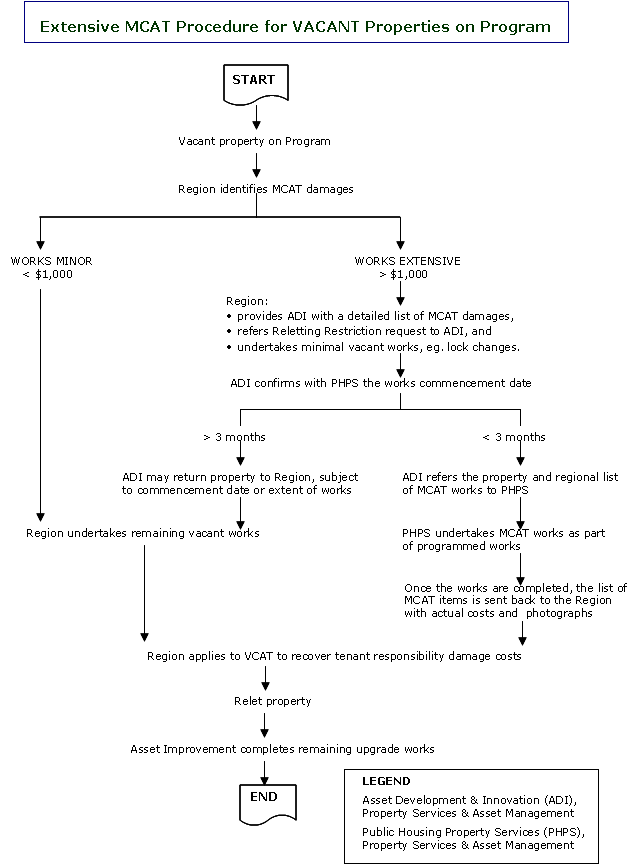 Extensive MCAT Procedure for VACANT Properties on Program
START
Vacant property on Program
Region identifies MCAT damages
WORKS MINOR
< $1,000
WORKS EXTENSIVE
> $1,000
Region:
• provides ADI with a detailed list of MCAT damages,
• refers Reletting Restriction request to ADI, and
• undertakes minimal vacant works, eg. lock changes.
ADI confirms with PHPS the works commencement date
> 3 months
< 3 months
ADI may return property to Region, subject
to commencement date or extent of works
ADI refers the property and regional list
of MCAT works to PHPS
Region undertakes remaining vacant works
PHPS undertakes MCAT works as part
of programmed works
Once the works are completed, the list of
MCAT items is sent back to the Region
with actual costs and photographs
Region applies to VCAT to recover tenant responsibility damage costs
Relet property
Asset Improvement completes remaining upgrade works
END
LEGEND
Asset Development & Innovation (ADI),
Property Services & Asset Management
Public Housing Property Services (PHPS),
Property Services & Asset Management